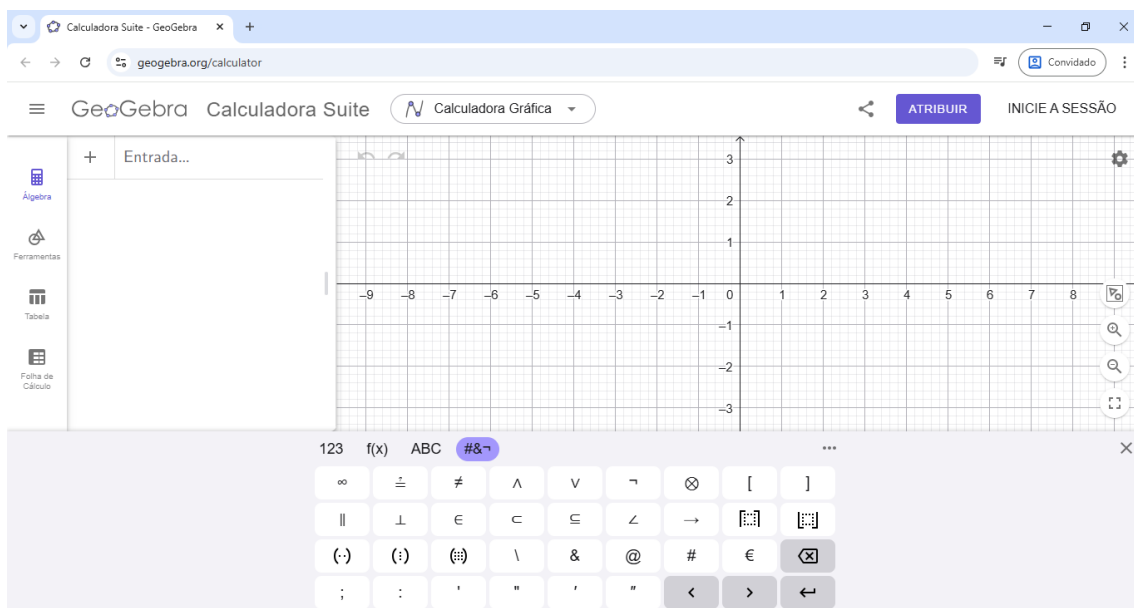 Calculadora Suite - GeoGebra
geogebra.org/calculator
Convidado
GeoGebra Calculadora Suite Calculadora Gráfica ATRIBUIR INICIE A SESSÃO
+ Entrada...
Álgebra
Ferramentas
Tabela
Folha de
Cálculo
3
2
1
–9 –8 –7 –6 –5 –4 –3 –2 –1 0 1 2 3 4 5 6 7 8
–1
–2
–3
123 f(x) ABC #&¬
∞ ≟ ≠ ∧ ∨ ¬ ⊗ [ ]
∥ ⊥ ∈ ⊂ ⊆ ∠ →
\ & @ # €
; : ' " ′ ″ < >